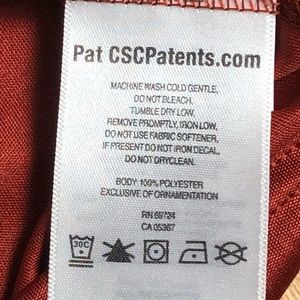 Pat CSCPatents.com
MACHINE WASH COLD GENTLE,
DO NOT BLEACH,
TUMBLE DRY LOW,
REMOVE PROMPTLY, IRON LOW,
DO NOT USE FABRIC SOFTENER,
IF PRESENT DO NOT IRON DECAL,
DO NOT DRYCLEAN.
BODY: 100% POLYESTER
EXCLUSIVE OF ORNAMENTATION
RN 69724
CA 05367
30C